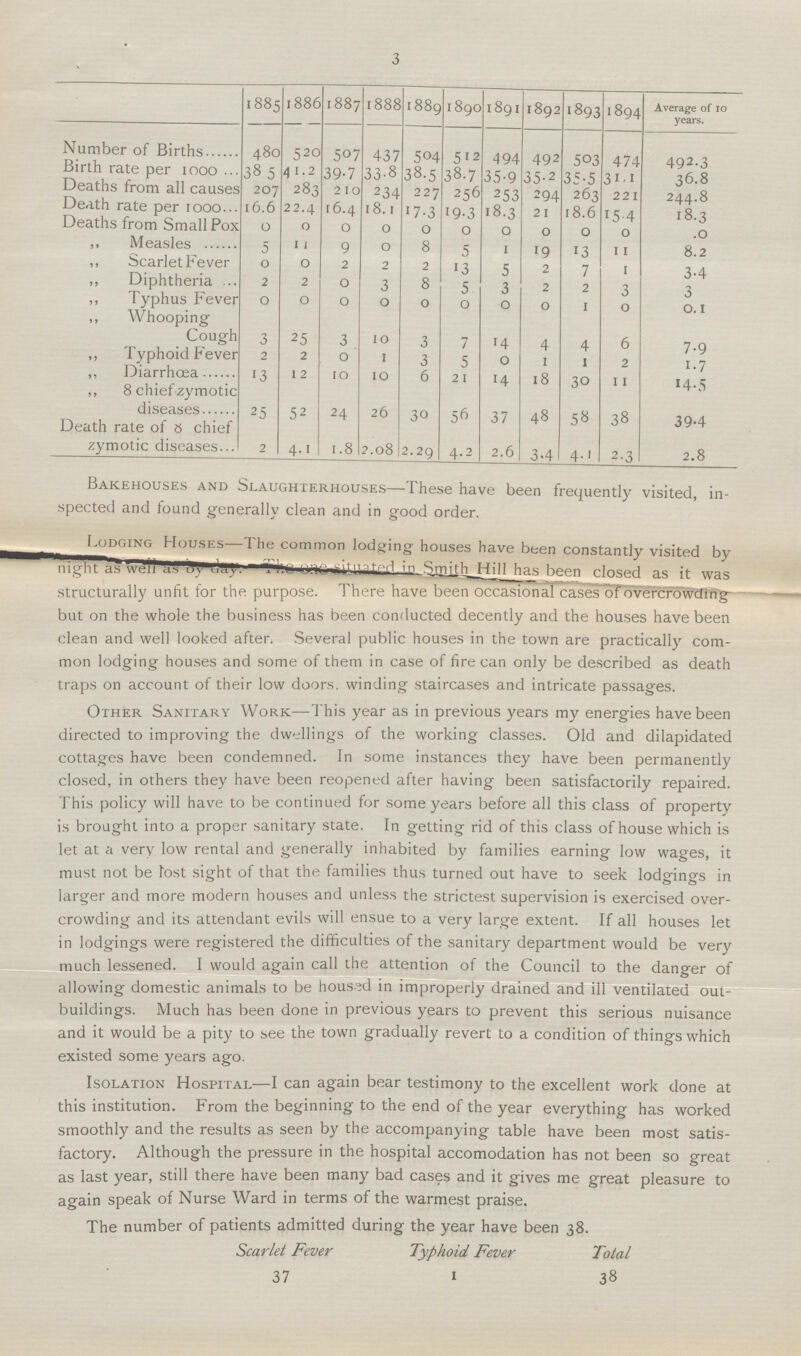 3
1885 1886 1887 1888 1889 1890 1891 1892 1893 1894 Average of 10 years.
Number of Births...... 480 520 507 437 504 512 494 492 503 474 492.3
Birth rate per 1000 ... 38 5 41.2 39.7 33.8 38.5 38.7 35.9 35.2 35.5 31.1 36.8
Deaths from all causes 207 283 210 234 227 256 253 294 263 221 244.8
Death rate per 1000... 16.6 22.4 16.4 18.1 17.3 19.3 18.3 21 18.6 15.4 18.3
Deaths from Small Pox 0 0 0 0 0 0 0 0 0 0 .0
„ Measles ...... 5 11 9 0 8 5 1 19 13 11 8.2
„ Scarlet Fever 0 0 2 2 2 13 5 2 7 1 3.4
„ Diphtheria ... 2 2 0 3 8 5 3 2 2 3 3
„ Typhus Fever 0 0 0 0 0 0 0 0 1 0 0.1
„ Whooping
Cough 3 25 3 10 3 7 14 4 4 6 7.9
„ Typhoid Fever 2 2 0 1 3 5 0 1 1 2 1.7
„ Diarrhœa ...... 13 12 10 10 6 21 14 18 30 11 14.5
„ 8 chief zymotic
diseases...... 25 52 24 26 30 56 37 48 58 38 39.4
Death rate of 8 chief
zymotic diseases... 2 4.1 1.8 2.08 2.29 4.2 2.6 3.4 4.1 2.3 2.8
Bakehouses and Slaughterhouses—These have been frequently visited, in-
spected and found generally clean and in good order.
Lodging Houses—The common lodging houses have been constantly visited by
night as well as by day. The one situated in Smith Hill has been closed as it was
structurally unfit for the purpose. There have been occasional cases of overcrowding
but on the whole the business has been conducted decently and the houses have been
clean and well looked after. Several public houses in the town are practically com-
mon lodging houses and some of them in case of fire can only be described as death
traps on account of their low doors, winding staircases and intricate passages.
Other Sanitary Work—This year as in previous years my energies have been
directed to improving the dwellings of the working classes. Old and dilapidated
cottages have been condemned. In some instances they have been permanently
closed, in others they have been reopened after having been satisfactorily repaired.
This policy will have to be continued for some years before all this class of property
is brought into a proper sanitary state. In getting rid of this class of house which is
let at a very low rental and generally inhabited by families earning low wages, it
must not be lost sight of that the families thus turned out have to seek lodgings in
larger and more modern houses and unless the strictest supervision is exercised over-
crowding and its attendant evils will ensue to a very large extent. If all houses let
in lodgings were registered the difficulties of the sanitary department would be very
much lessened. I would again call the attention of the Council to the danger of
allowing domestic animals to be housed in improperly drained and ill ventilated out-
buildings. Much has been done in previous years to prevent this serious nuisance
and it would be a pity to see the town gradually revert to a condition of things which
existed some years ago.
Isolation Hospital—I can again bear testimony to the excellent work done at
this institution. From the beginning to the end of the year everything has worked
smoothly and the results as seen by the accompanying table have been most satis-
factory. Although the pressure in the hospital accomodation has not been so great
as last year, still there have been many bad cases and it gives me great pleasure to
again speak of Nurse Ward in terms of the warmest praise.
The number of patients admitted during the year have been 38.
Scarlet Fever Typhoid Fever Total
37 1 38